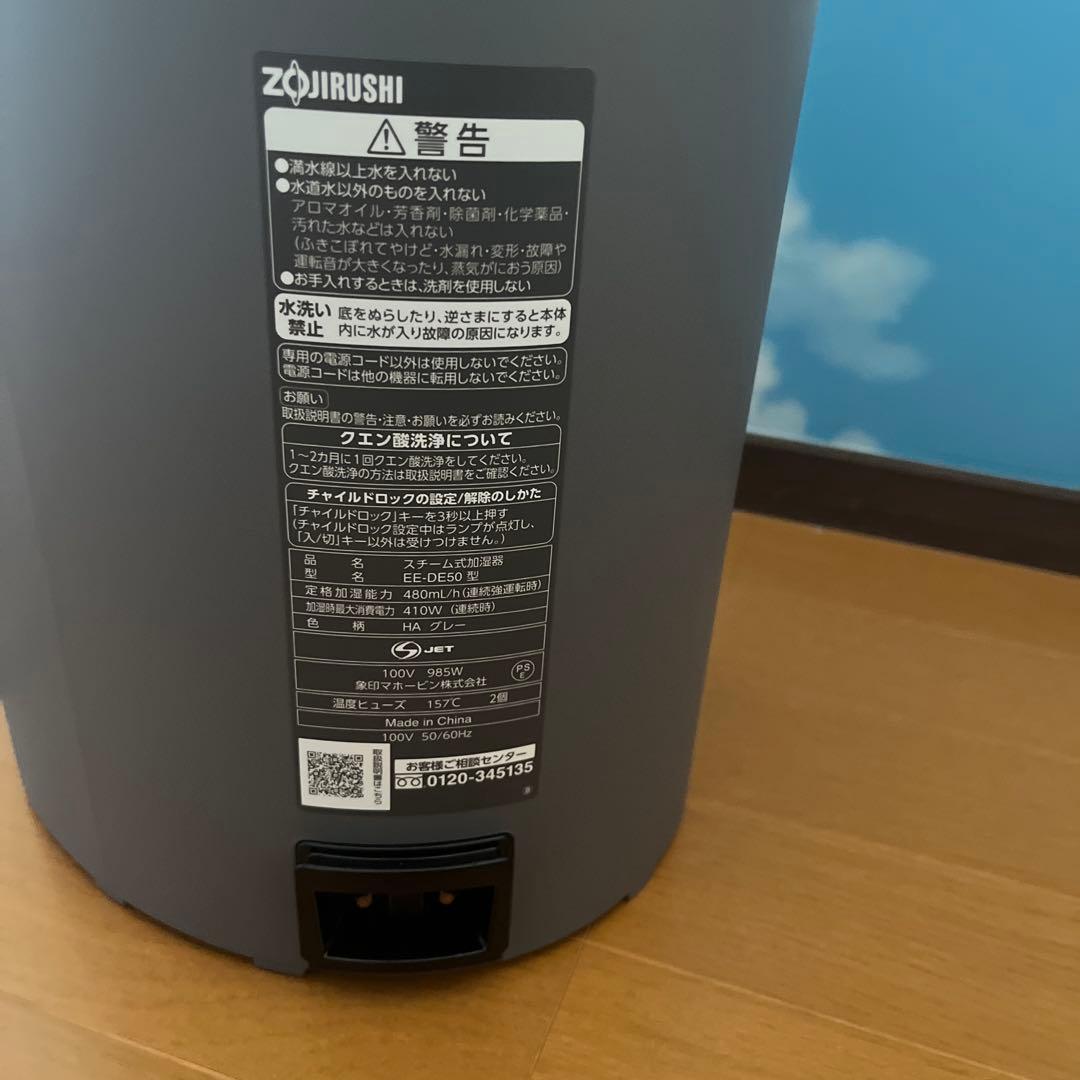 ZOJIRUSHI
警告
●満水線以上水を入れない
●水道水以外のものを入れない
アロマオイル・芳香剤・除菌剤・化学薬品・
汚れた水などは入れない
(ふきこぼれてやけど・水漏れ・変形・故障や
運転音が大きくなったり、蒸気がにおう原因)
●お手入れするときは、洗剤を使用しない
水洗い禁止
底をぬらしたり、逆さまにすると本体
内に水が入り故障の原因になります。
専用の電源コード以外は使用しないでください。
電源コードは他の機器に転用しないでください。
お願い
取扱説明書の警告・注意・お願いを必ずお読みください。
クエン酸洗浄について
1～2カ月に1回クエン酸洗浄をしてください。
クエン酸洗浄の方法は取扱説明書をご確認ください。
チャイルドロックの設定/解除のしかた
「チャイルドロック」キーを3秒以上押す
(チャイルドロック設定中はランプが点灯し、
「入/切」キー以外は受けつけません。)
品名 スチーム式加湿器
型名 EE-DE50 型
定格加湿能力 480mL/h(連続強運転時)
加湿時最大消費電力 410W (連続時)
色柄 HA グレー
S JET
100V 985W
PS
E
象印マホービン株式会社
温度ヒューズ 157℃ 2個
Made in China
100V 50/60Hz
お客様ご相談センター
0120-345135